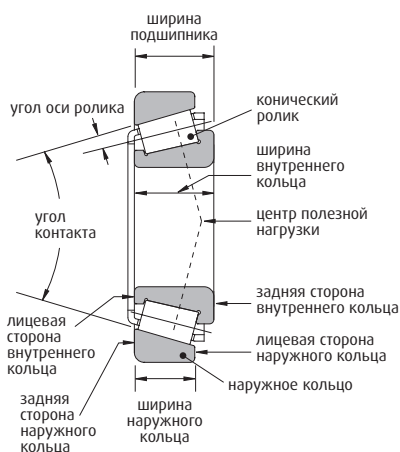 ширина
подшипника
угол оси ролика
конический
ролик
ширина
внутреннего
кольца
угол
контакта
центр полезной
нагрузки
задняя сторона
внутреннего кольца
лицевая
сторона
внутреннего
кольца
лицевая сторона
наружного кольца
наружное кольцо
задняя
сторона
наружного
кольца
ширина
наружного
кольца